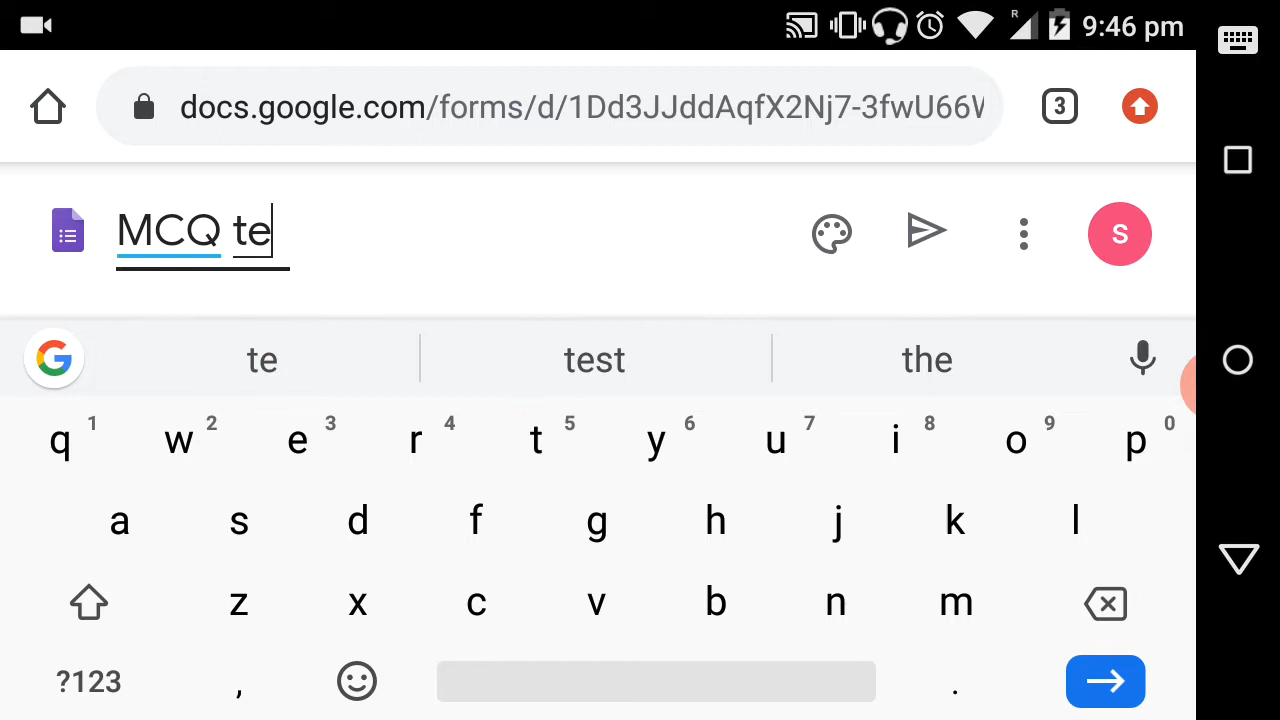 R 9:46 pm
docs.google.com/forms/d/1Dd3JJddAqfX2Nj7-3fwU66W 3
MCQ te S
te test the
q 1 w 2 e 3 r 4 t 5 y 6 u 7 i 8 o 9 p 0
a s d f g h j k l
z x c v b n m
?123 , .